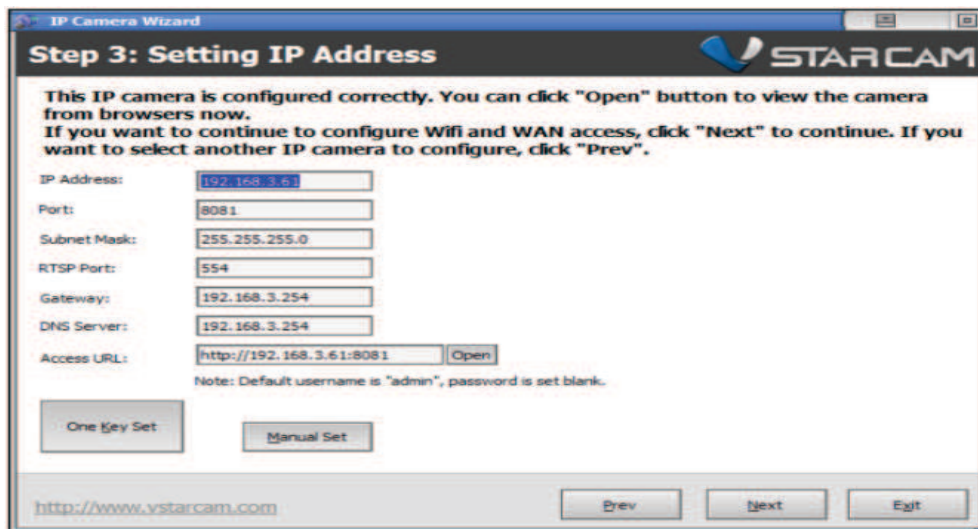 IP Camera Wizard
Step 3: Setting IP Address
VSTARCAM
This IP camera is configured correctly. You can click "Open" button to view the camera
from browsers now.
If you want to continue to configure Wifi and WAN access, click "Next" to continue. If you
want to select another IP camera to configure, click "Prev".
IP Address: 192.168.3.61
Port: 8081
Subnet Mask: 255.255.255.0
RTSP Port: 554
Gateway: 192.168.3.254
DNS Server: 192.168.3.254
Access URL: http://192.168.3.61:8081 Open
Note: Default username is "admin", password is set blank.
One Key Set Manual Set
http://www.vstarcam.com Prev Next Exit